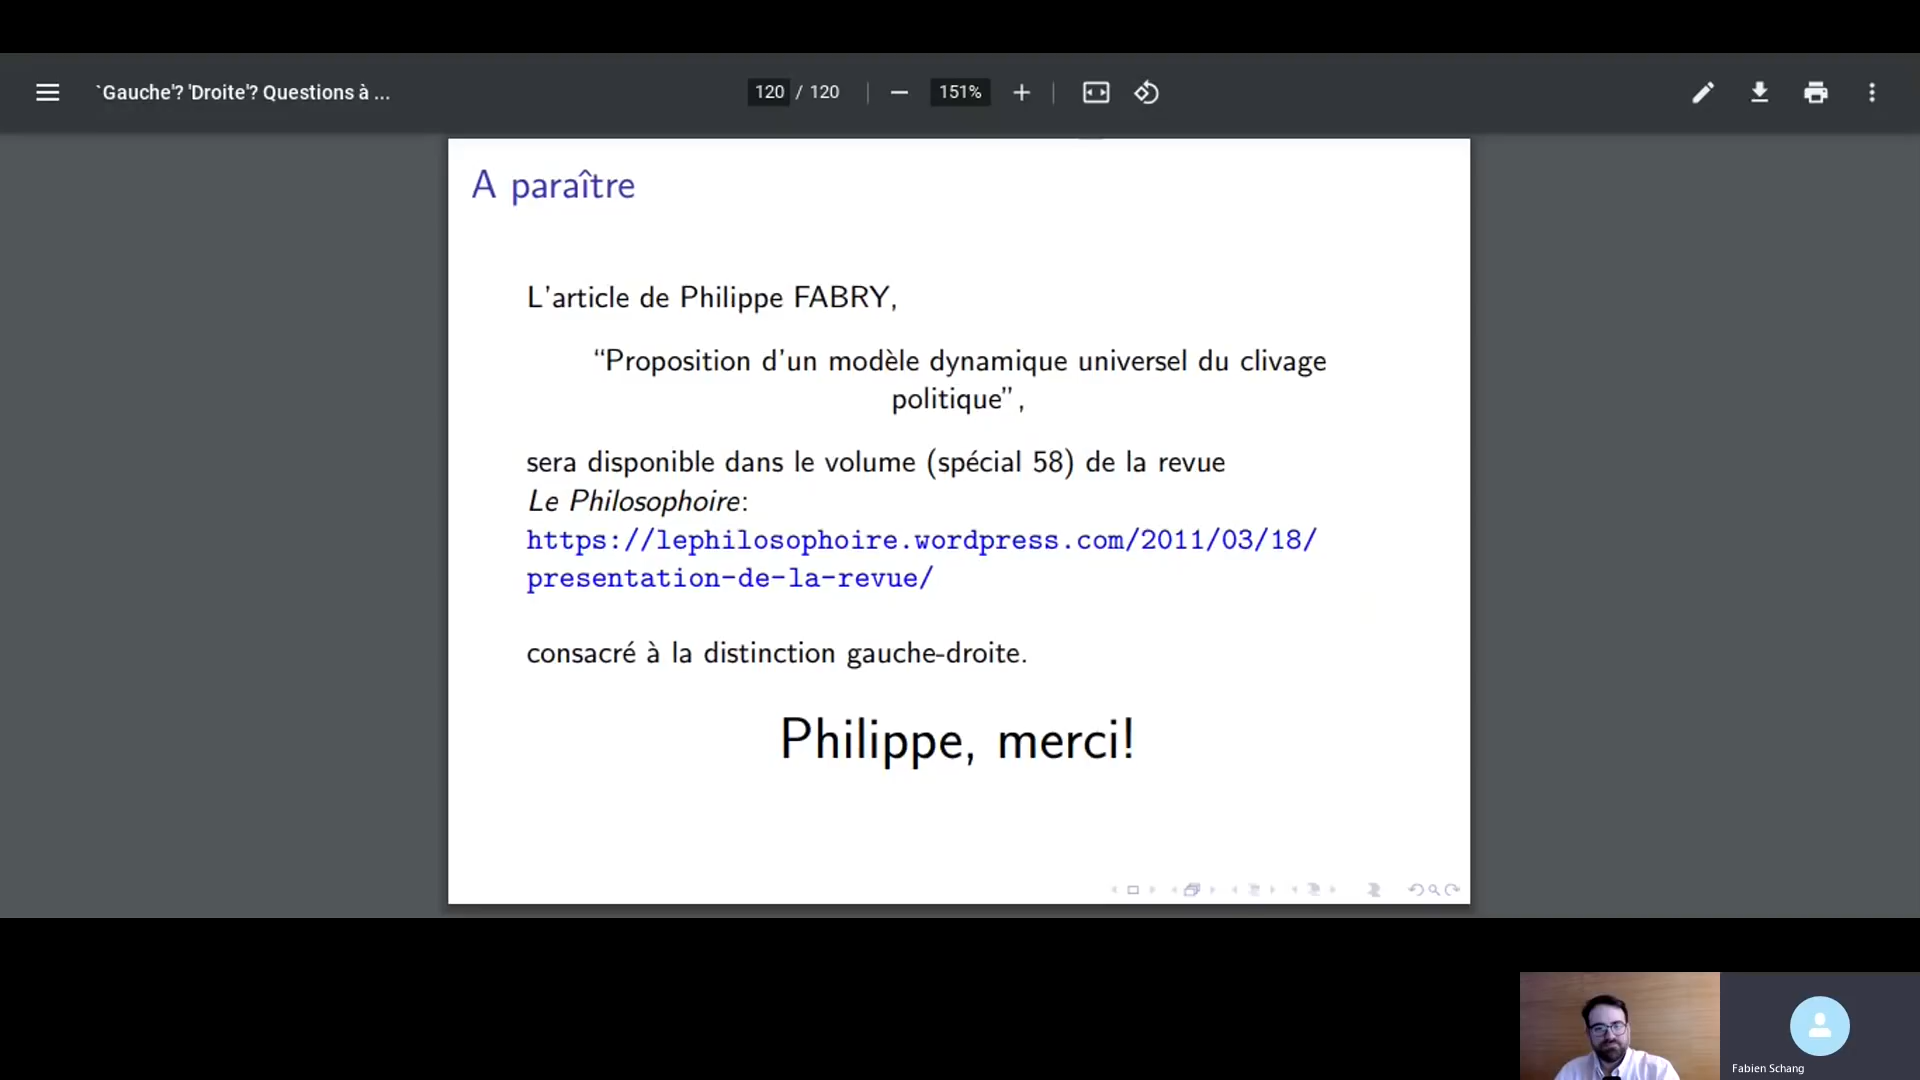 `Gauche'? 'Droite'? Questions à ...
120 / 120
151%
A paraître
L'article de Philippe FABRY,
“Proposition d'un modèle dynamique universel du clivage
politique”,
sera disponible dans le volume (spécial 58) de la revue
Le Philosophoire:
https://lephilosophoire.wordpress.com/2011/03/18/
presentation-de-la-revue/
consacré à la distinction gauche-droite.
Philippe, merci!
Fabien Schang